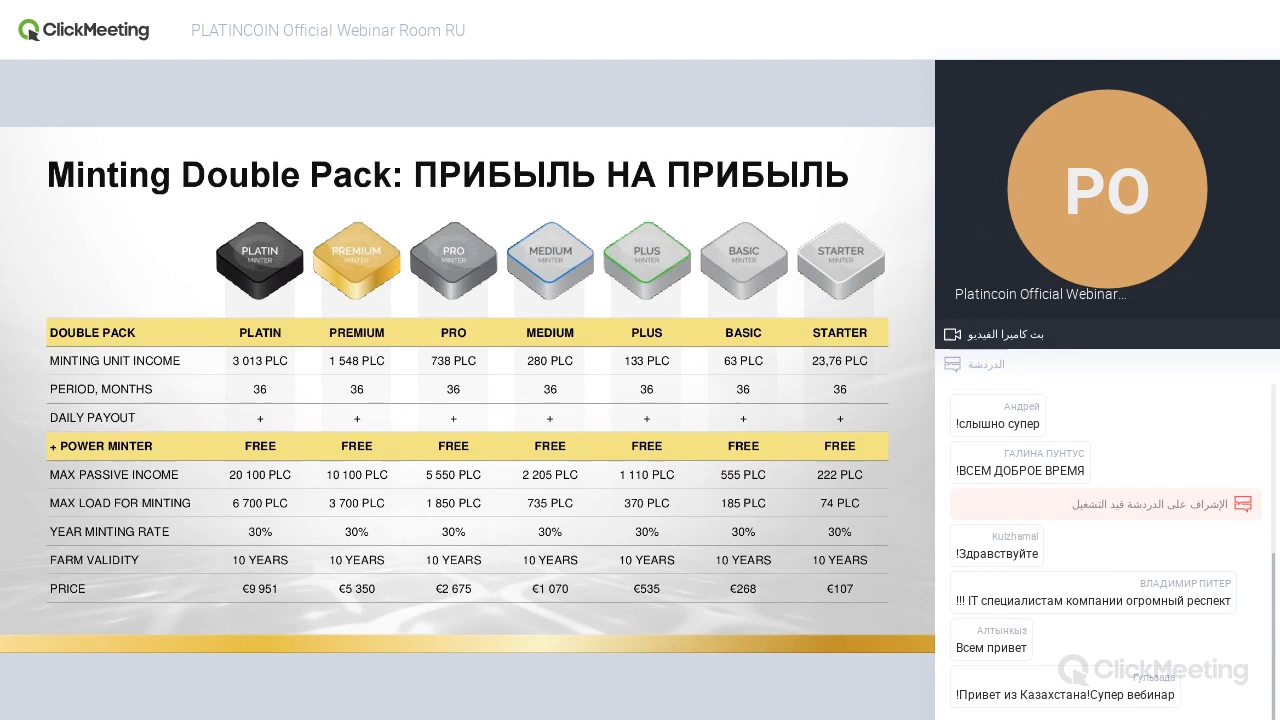 ClickMeeting PLATINCOIN Official Webinar Room RU
Minting Double Pack: ПРИБЫЛЬ НА ПРИБЫЛЬ
PLATIN MINTER PREMIUM MINTER PRO MINTER MEDIUM MINTER PLUS MINTER BASIC MINTER STARTER MINTER
DOUBLE PACK PLATIN PREMIUM PRO MEDIUM PLUS BASIC STARTER
MINTING UNIT INCOME 3 013 PLC 1 548 PLC 738 PLC 280 PLC 133 PLC 63 PLC 23,76 PLC
PERIOD, MONTHS 36 36 36 36 36 36 36
DAILY PAYOUT + + + + + + +
+ POWER MINTER FREE FREE FREE FREE FREE FREE FREE
MAX PASSIVE INCOME 20 100 PLC 10 100 PLC 5 550 PLC 2 205 PLC 1 110 PLC 555 PLC 222 PLC
MAX LOAD FOR MINTING 6 700 PLC 3 700 PLC 1 850 PLC 735 PLC 370 PLC 185 PLC 74 PLC
YEAR MINTING RATE 30% 30% 30% 30% 30% 30% 30%
FARM VALIDITY 10 YEARS 10 YEARS 10 YEARS 10 YEARS 10 YEARS 10 YEARS 10 YEARS
PRICE €9 951 €5 350 €2 675 €1 070 €535 €268 €107
PO
Platincoin Official Webinar...
بث كاميرا الفيديو
الدردشة
Андрей
!слышно супер
ГАЛИНА ПУНТУС
!ВСЕМ ДОБРОЕ ВРЕМЯ
الإشراف على الدردشة قيد التشغيل
Kulzhamal
!Здравствуйте
ВЛАДИМИР ПИТЕР
!!! IT специалистам компании огромный респект
Алтынкыз
Всем привет
Гульзада
!Привет из Казахстана!Супер вебинар
ClickMeeting